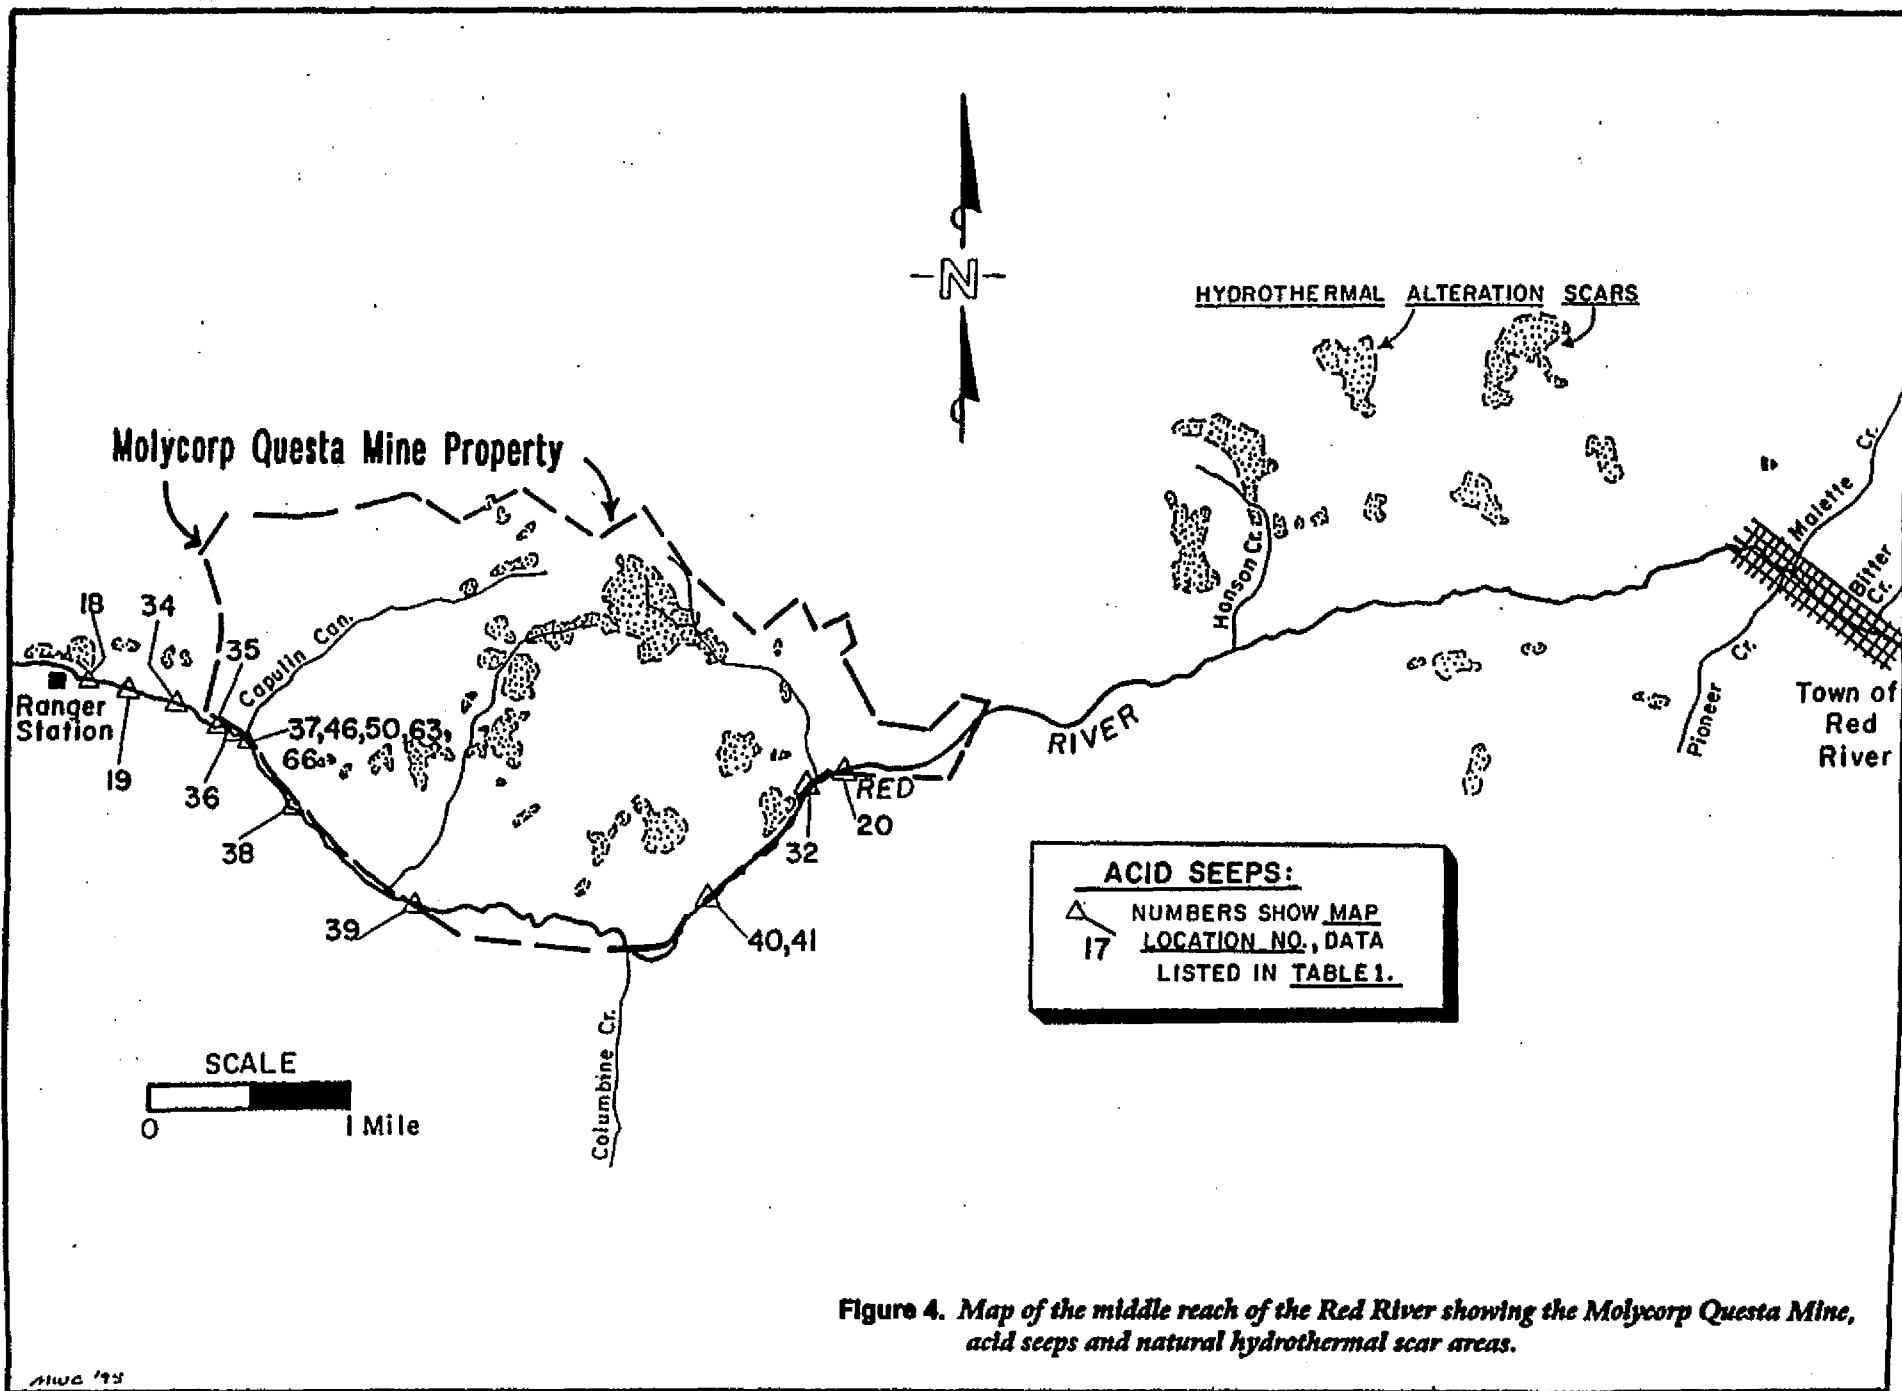 N
HYDROTHERMAL ALTERATION SCARS
Molycorp Questa Mine Property
Malette Cr.
Bitter Cr.
Hanson Cr.
Pioneer Cr.
Town of
Red
River
18
34
35
Capulin Can.
Ranger
Station
19
36
37,46,50,63,
66
38
39
40,41
32
20
RED RIVER
Columbine Cr.
ACID SEEPS:
NUMBERS SHOW MAP
17 LOCATION NO., DATA
LISTED IN TABLE 1.
SCALE
0 1 Mile
Figure 4. Map of the middle reach of the Red River showing the Molycorp Questa Mine,
acid seeps and natural hydrothermal scar areas.